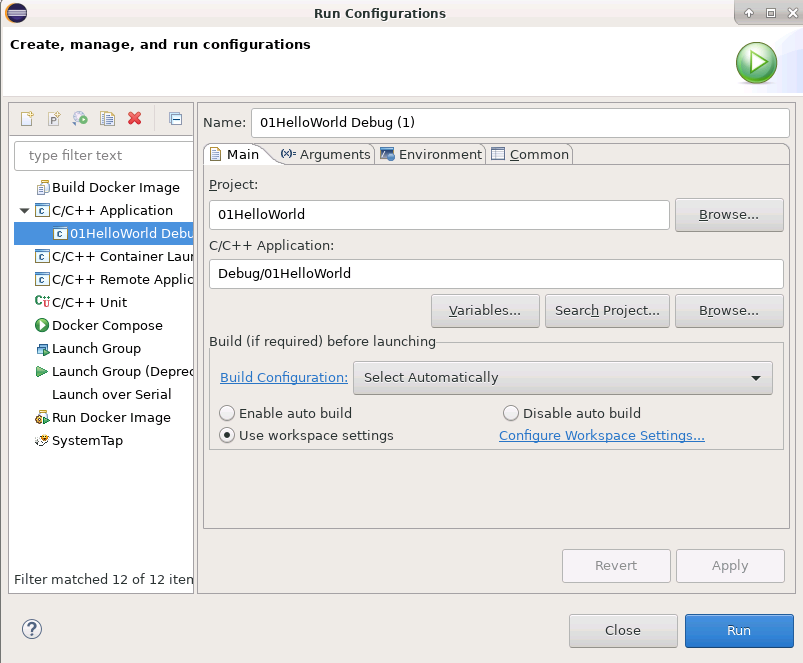 Run Configurations
Create, manage, and run configurations
Name: 01HelloWorld Debug (1)
type filter text
Main (x)= Arguments Environment Common
Build Docker Image
C/C++ Application
01HelloWorld Debu
C/C++ Container Laun
C/C++ Remote Applic
C/C++ Unit
Docker Compose
Launch Group
Launch Group (Deprec
Launch over Serial
Run Docker Image
SystemTap
Filter matched 12 of 12 item
Project:
01HelloWorld Browse...
C/C++ Application:
Debug/01HelloWorld
Variables... Search Project... Browse...
Build (if required) before launching
Build Configuration: Select Automatically
Enable auto build Disable auto build
Use workspace settings Configure Workspace Settings...
Revert Apply
Close Run